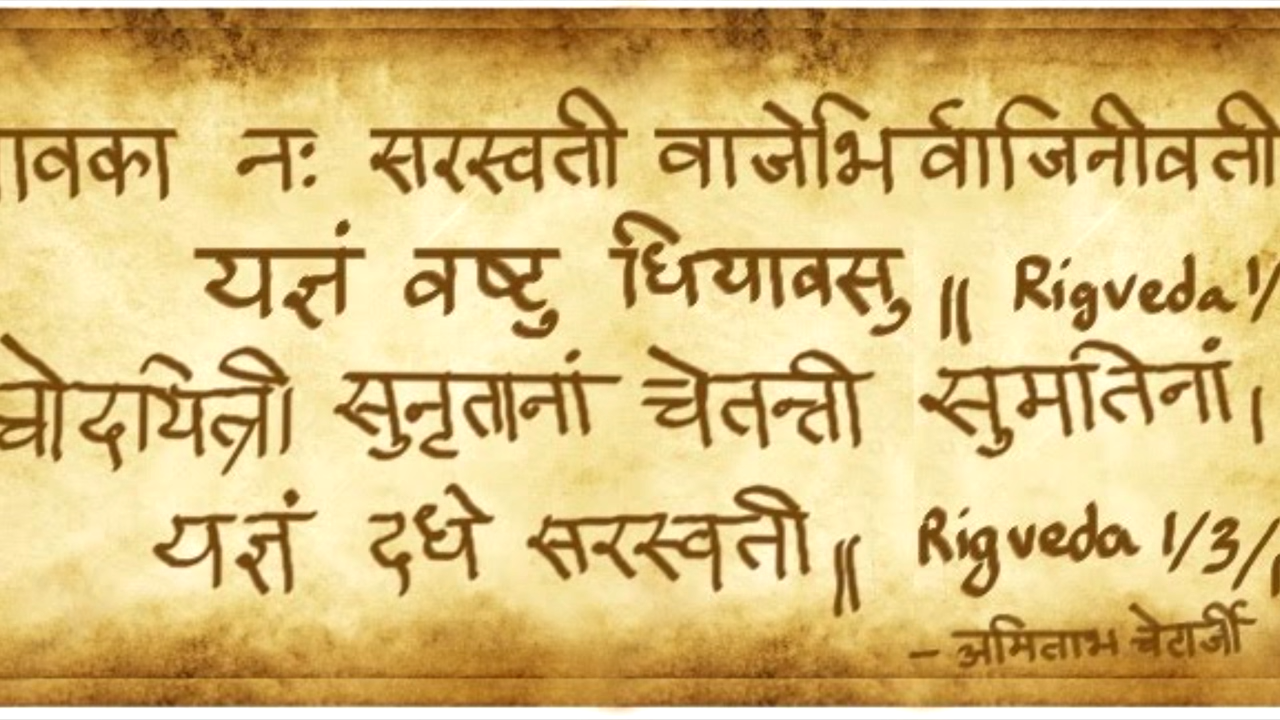 ावका नः सरस्वती वाजेभिर्वाजिनीवती
यज्ञं वष्टु धियावसु ॥ Rigveda 1/
चोदयित्री सुनृतानां चेतन्ती सुमतिनां ।
यज्ञं दधे सरस्वती ॥ Rigveda 1/3/
– अमिताभ चेटार्जी